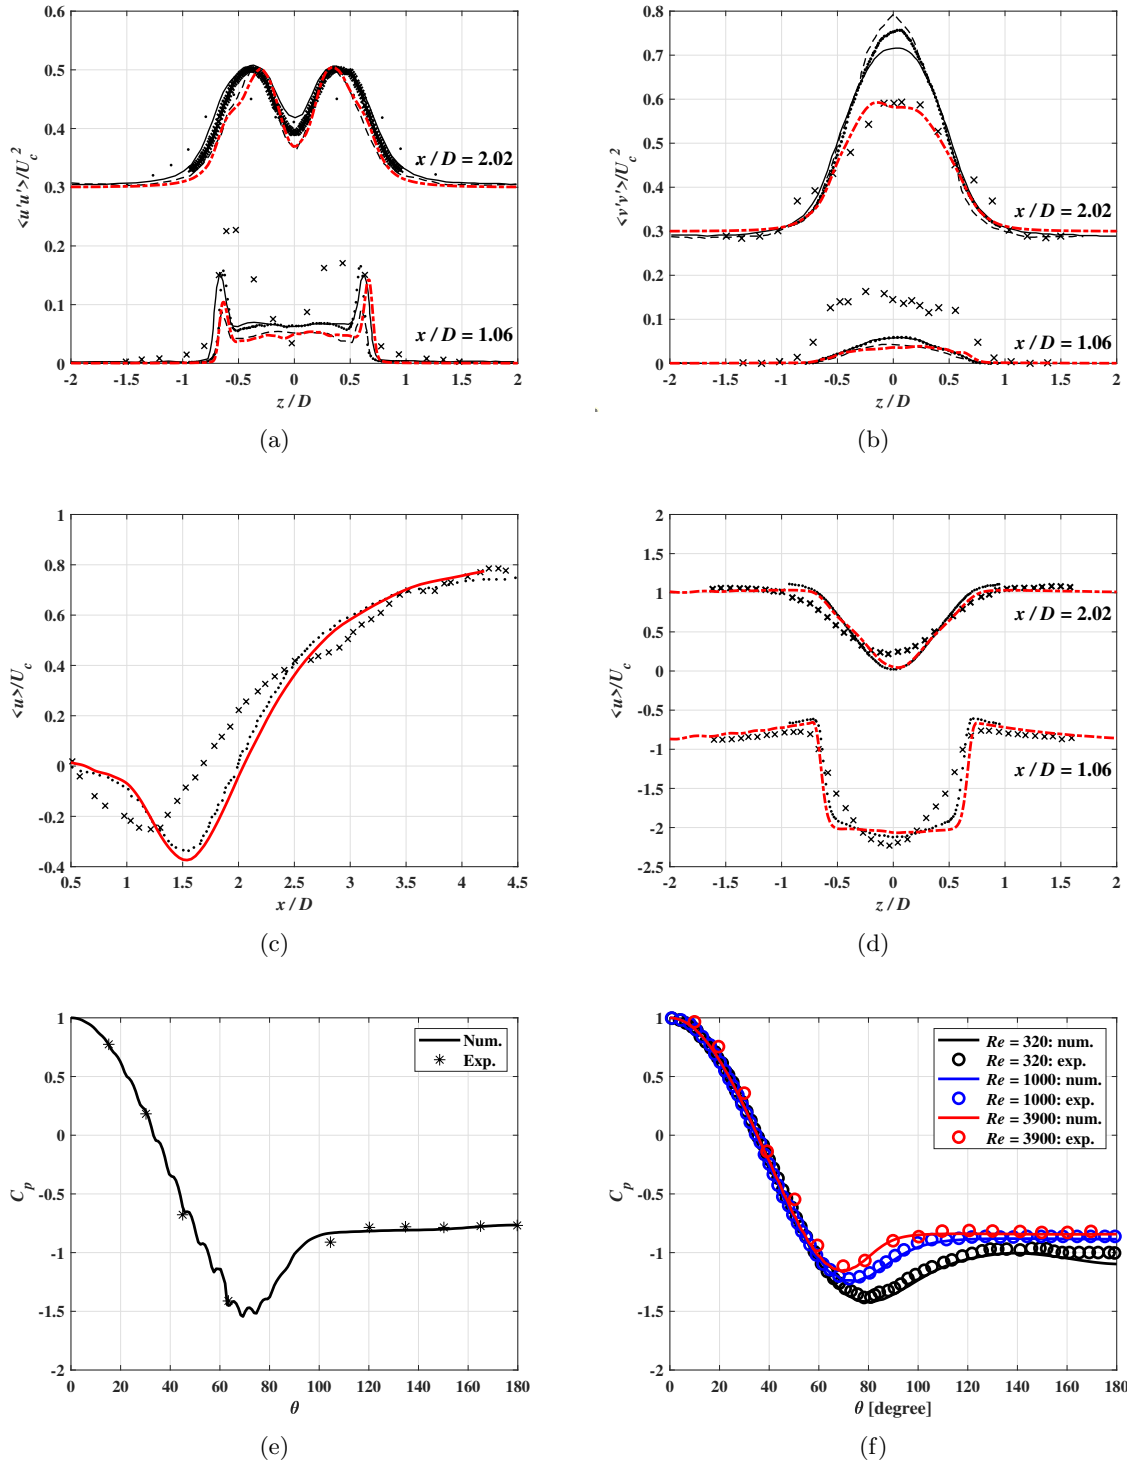 0.6
0.5
0.4
0.3
0.2
0.1
0
-2 -1.5 -1 -0.5 0 0.5 1 1.5 2
<u'u'>/U_c^2
z/D
x/D = 2.02
x/D = 1.06
(a)
0.8
0.7
0.6
0.5
0.4
0.3
0.2
0.1
0
-2 -1.5 -1 -0.5 0 0.5 1 1.5 2
<v'v'>/U_c^2
z/D
x/D = 2.02
x/D = 1.06
(b)
1
0.8
0.6
0.4
0.2
0
-0.2
-0.4
0.5 1 1.5 2 2.5 3 3.5 4 4.5
<u>/U_c
x/D
(c)
2
1.5
1
0.5
0
-0.5
-1
-1.5
-2
-2.5
-2 -1.5 -1 -0.5 0 0.5 1 1.5 2
<u>/U_c
z/D
x/D = 2.02
x/D = 1.06
(d)
1
0.5
0
-0.5
-1
-1.5
-2
0 20 40 60 80 100 120 140 160 180
C_p
θ
Num.
Exp.
(e)
1
0.5
0
-0.5
-1
-1.5
-2
0 20 40 60 80 100 120 140 160 180
C_p
θ [degree]
Re = 320: num.
Re = 320: exp.
Re = 1000: num.
Re = 1000: exp.
Re = 3900: num.
Re = 3900: exp.
(f)